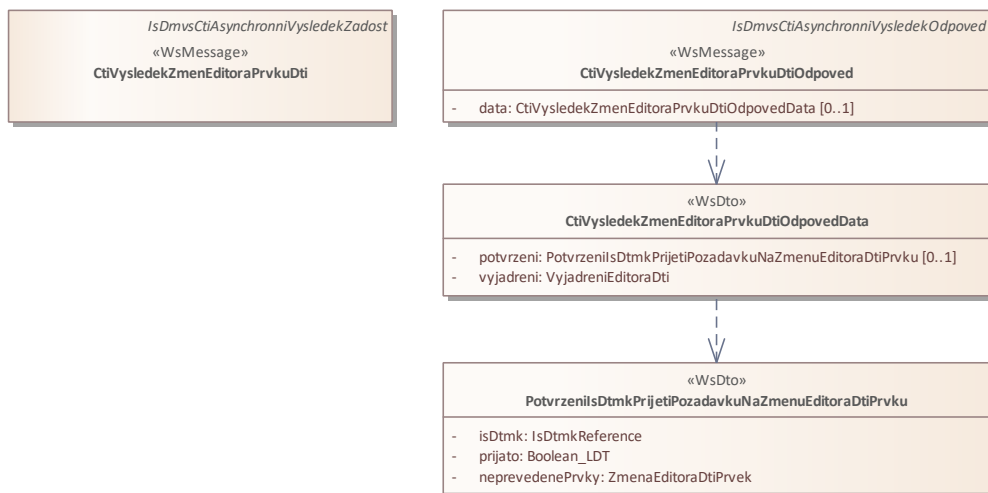 IsDmvsCtiAsynchronniVysledekZadost
«WsMessage»
CtiVysledekZmenEditoraPrvkuDti
IsDmvsCtiAsynchronniVysledekOdpoved
«WsMessage»
CtiVysledekZmenEditoraPrvkuDtiOdpoved
- data: CtiVysledekZmenEditoraPrvkuDtiOdpovedData [0..1]
«WsDto»
CtiVysledekZmenEditoraPrvkuDtiOdpovedData
- potvrzeni: PotvrzeniIsDtmkPrijetiPozadavkuNaZmenuEditoraDtiPrvku [0..1]
- vyjadreni: VyjadreniEditoraDti
«WsDto»
PotvrzeniIsDtmkPrijetiPozadavkuNaZmenuEditoraDtiPrvku
- isDtmk: IsDtmkReference
- prijato: Boolean_LDT
- neprevedenePrvky: ZmenaEditoraDtiPrvek